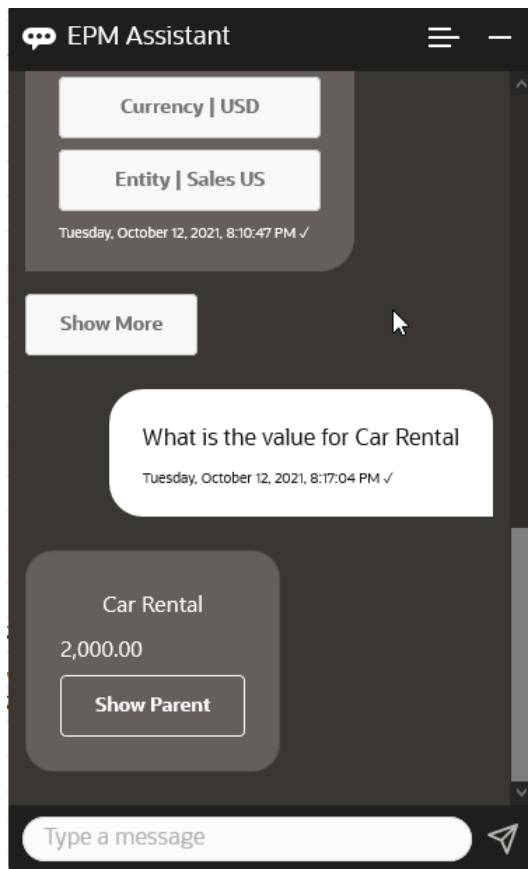 EPM Assistant
Currency | USD
Entity | Sales US
Tuesday, October 12, 2021, 8:10:47 PM ✓
Show More
What is the value for Car Rental
Tuesday, October 12, 2021, 8:17:04 PM ✓
Car Rental
2,000.00
Show Parent
Type a message